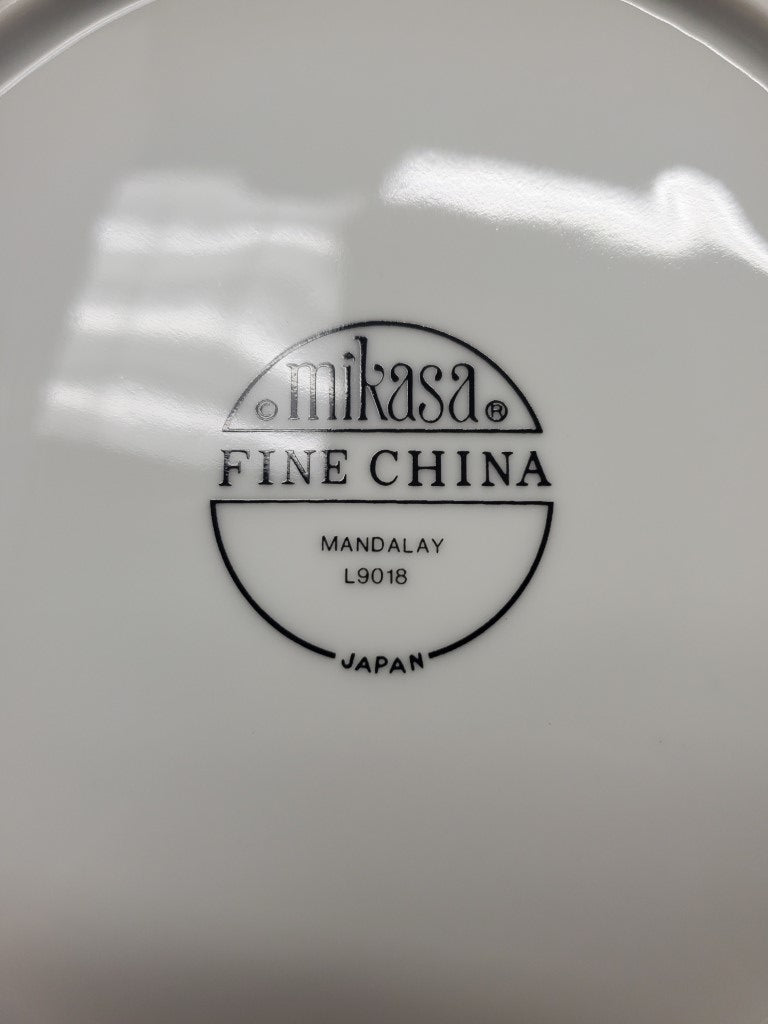 © mikasa ®
FINE CHINA
MANDALAY
L9018
JAPAN